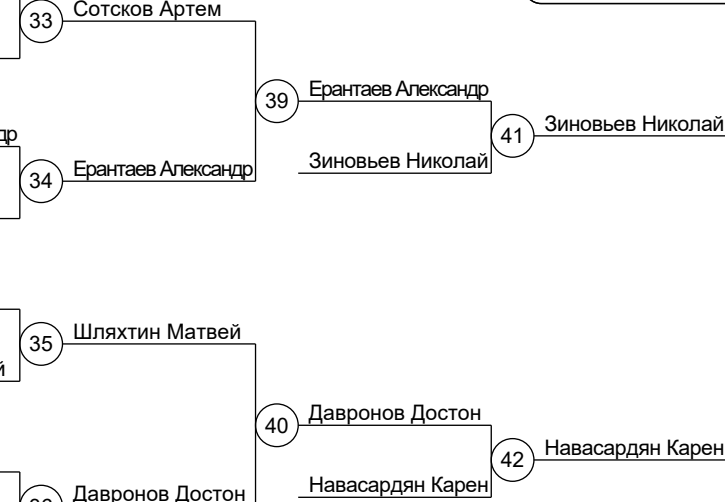 Сотсков Артем
33
Ерантаев Александр
39
Зиновьев Николай
41
Зиновьев Николай
34
Ерантаев Александр
Шляхтин Матвей
35
Давронов Достон
40
Навасардян Карен
42
Навасардян Карен
Давронов Достон